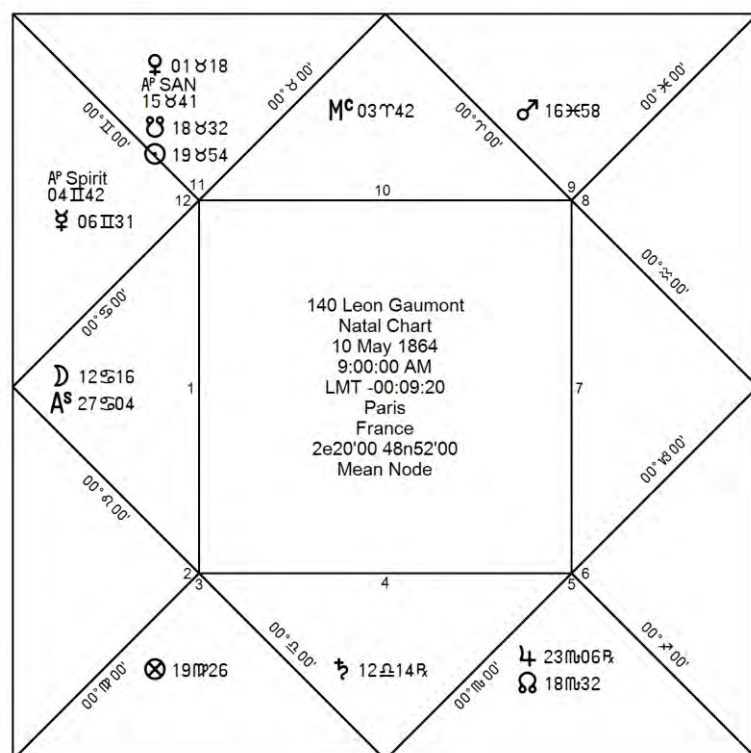 ♀ 01♉18
Aᴾ SAN
15♉41
☋ 18♉32
☉ 19♉54
00°♉00'
Mᶜ 03♈42
00°♈00'
♂ 16♓58
00°♓00'
00°♊00'
Aᴾ Spirit
04♊42
☿ 06♊31
11
12
10
9
8
00°♋00'
00°♒00'
140 Leon Gaumont
Natal Chart
10 May 1864
9:00:00 AM
LMT -00:09:20
Paris
France
2e20'00 48n52'00
Mean Node
☽ 12♋16
Aˢ 27♋04
1
7
00°♌00'
00°♑00'
2
3
4
5
6
00°♍00'
⊗ 19♍26
00°♎00'
♄ 12♎14℞
00°♏00'
♃ 23♏06℞
☊ 18♏32
00°♐00'